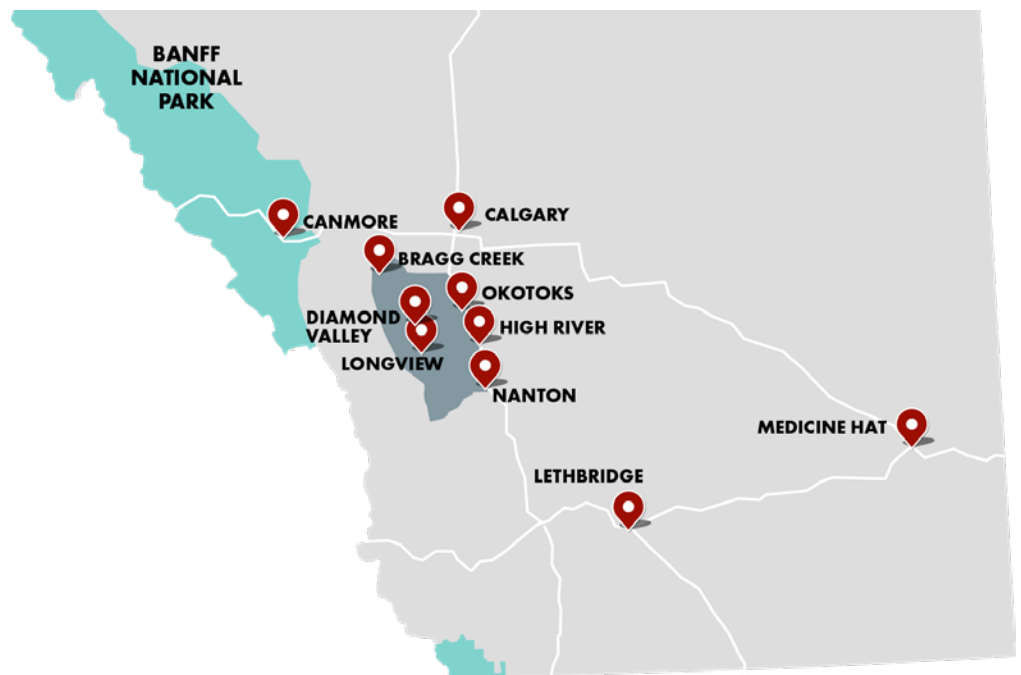 BANFF
NATIONAL
PARK
CANMORE
CALGARY
BRAGG CREEK
OKOTOKS
DIAMOND
VALLEY
HIGH RIVER
LONGVIEW
NANTON
MEDICINE HAT
LETHBRIDGE